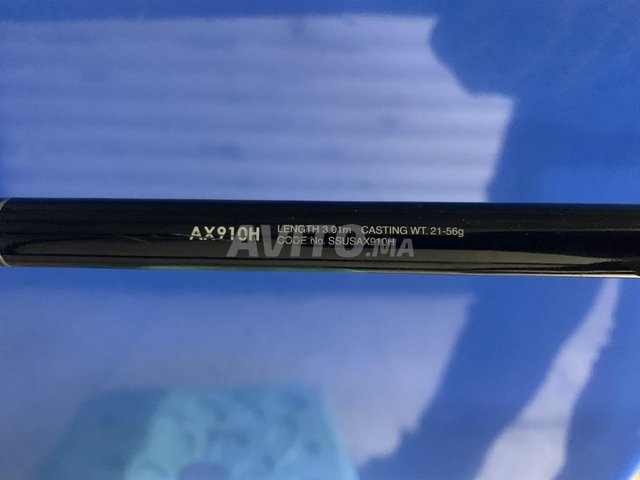 AX910H LENGTH 3.01m CASTING WT. 21-56g
CODE No. SSUSAX910H
AVITO.MA